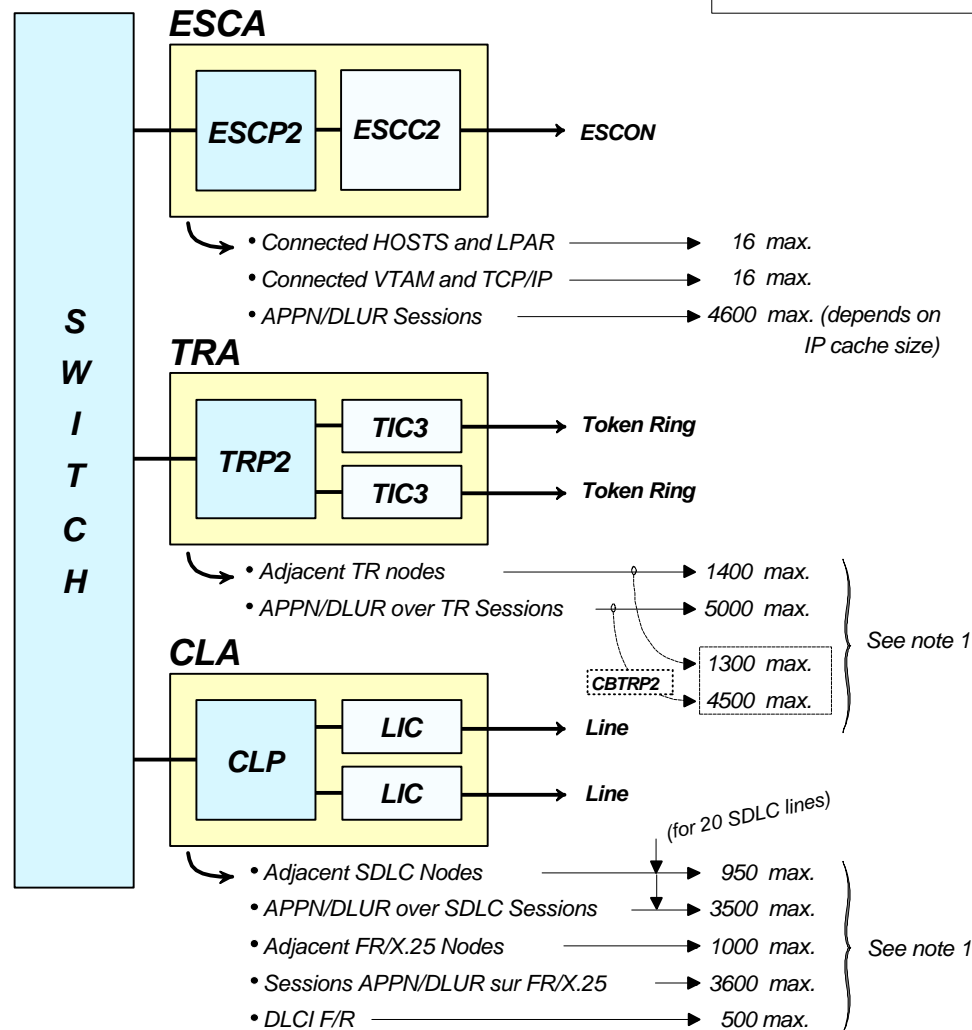 ESCA
ESCP2
ESCC2
ESCON
• Connected HOSTS and LPAR 16 max.
• Connected VTAM and TCP/IP 16 max.
• APPN/DLUR Sessions 4600 max. (depends on
IP cache size)
S
W
I
T
C
H
TRA
TRP2
TIC3
Token Ring
TIC3
Token Ring
• Adjacent TR nodes 1400 max.
• APPN/DLUR over TR Sessions 5000 max.
See note 1
CBTRP2
1300 max.
4500 max.
CLA
CLP
LIC
Line
LIC
Line
(for 20 SDLC lines)
• Adjacent SDLC Nodes 950 max.
• APPN/DLUR over SDLC Sessions 3500 max.
• Adjacent FR/X.25 Nodes 1000 max.
See note 1
• Sessions APPN/DLUR sur FR/X.25 3600 max.
• DLCI F/R 500 max.